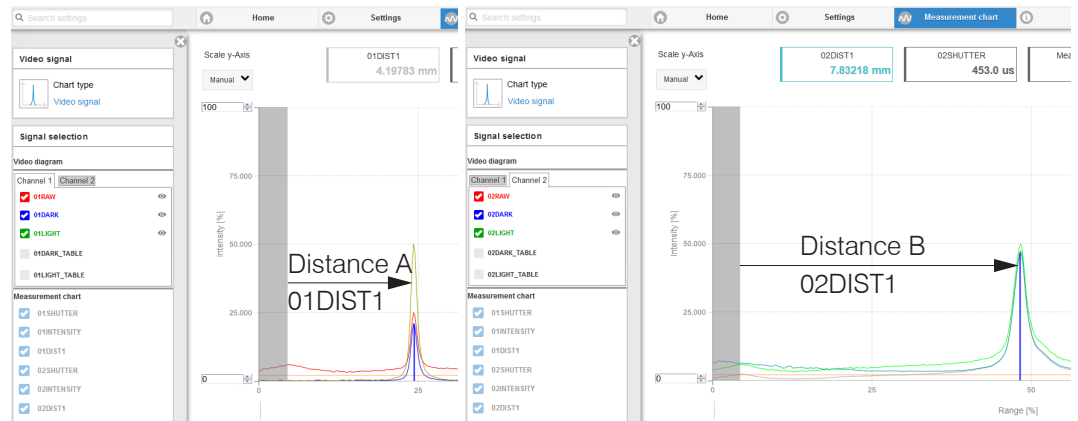 Search settings
Home
Settings
Video signal
Chart type
Video signal
Signal selection
Video diagram
Channel 1 Channel 2
01RAW
01DARK
01LIGHT
01DARK_TABLE
01LIGHT_TABLE
Measurement chart
01SHUTTER
01INTENSITY
01DIST1
02SHUTTER
02INTENSITY
02DIST1
Scale y-Axis
Manual
01DIST1
4.19783 mm
100
75.000
50.000
25.000
0
Intensity [%]
0
25
Distance A
01DIST1
Search settings
Home
Settings
Measurement chart
Video signal
Chart type
Video signal
Signal selection
Video diagram
Channel 1 Channel 2
02RAW
02DARK
02LIGHT
02DARK_TABLE
02LIGHT_TABLE
Measurement chart
01SHUTTER
01INTENSITY
01DIST1
02SHUTTER
02INTENSITY
02DIST1
Scale y-Axis
Manual
02DIST1
7.83218 mm
02SHUTTER
453.0 us
Mea
100
75.000
50.000
25.000
0
Intensity [%]
0
25
50
Range [%]
Distance B
02DIST1